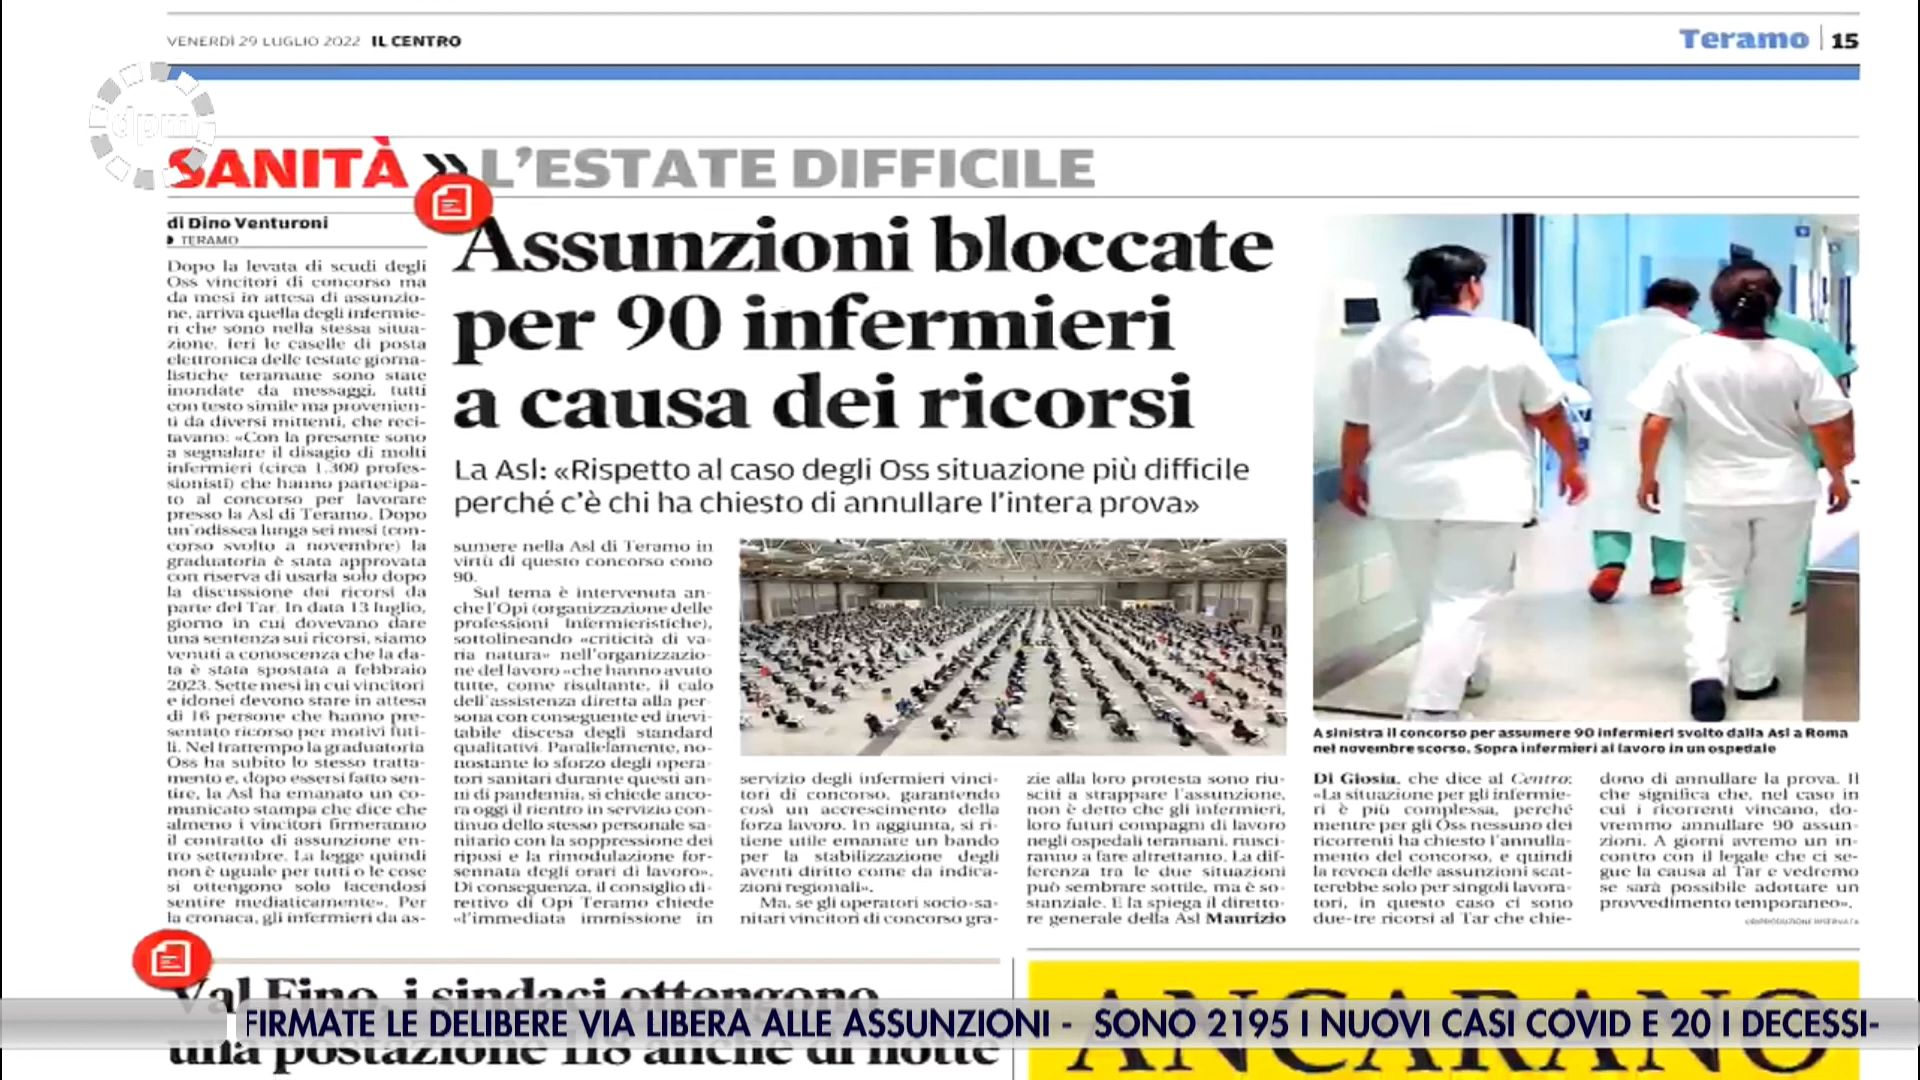 VENERDÌ 29 LUGLIO 2022 IL CENTRO
Teramo 15
dpm
SANITÀ » L'ESTATE DIFFICILE
di Dino Venturoni
TERAMO
Dopo la levata di scudi degli
Oss vincitori di concorso ma
da mesi in attesa di assunzio-
ne, arriva quella degli infermie-
ri che sono nella stessa situa-
zione. Ieri le caselle di posta
elettronica delle testate giorna-
listiche teramane sono state
inondate da messaggi, tutti
con testo simile ma provenien-
ti da diversi mittenti, che reci-
tavano: «Con la presente sono
a segnalare il disagio di molti
infermieri (circa 1.300 profes-
sionisti) che hanno partecipa-
to al concorso per lavorare
presso la Asl di Teramo. Dopo
un'odissea lunga sei mesi (con-
corso svolto a novembre) la
graduatoria è stata approvata
con riserva di usarla solo dopo
la discussione dei ricorsi da
parte del Tar. In data 13 luglio,
giorno in cui dovevano dare
una sentenza sui ricorsi, siamo
venuti a conoscenza che la da-
ta è stata spostata a febbraio
2023. Sette mesi in cui vincitori
e idonei devono stare in attesa
di 16 persone che hanno pre-
sentato ricorso per motivi futi-
li. Nel frattempo la graduatoria
Oss ha subito lo stesso tratta-
mento e, dopo essersi fatto sen-
tire, la Asl ha emanato un co-
municato stampa che dice che
almeno i vincitori firmeranno
il contratto di assunzione en-
tro settembre. La legge quindi
non è uguale per tutti o le cose
si ottengono solo facendosi
sentire mediaticamente». Per
la cronaca, gli infermieri da as-
Assunzioni bloccate
per 90 infermieri
a causa dei ricorsi
La Asl: «Rispetto al caso degli Oss situazione più difficile
perché c'è chi ha chiesto di annullare l'intera prova»
sumere nella Asl di Teramo in
virtù di questo concorso cono
90.
Sul tema è intervenuta an-
che l'Opi (organizzazione delle
professioni Infermieristiche),
sottolineando «criticità di va-
ria natura» nell'organizzazio-
ne del lavoro «che hanno avuto
tutte, come risultante, il calo
dell'assistenza diretta alla per-
sona con conseguente ed inevi-
tabile discesa degli standard
qualitativi. Parallelamente, no-
nostante lo sforzo degli opera-
tori sanitari durante questi an-
ni di pandemia, si chiede anco-
ra oggi il rientro in servizio con-
tinuo dello stesso personale sa-
nitario con la soppressione dei
riposi e la rimodulazione for-
sennata degli orari di lavoro».
Di conseguenza, il consiglio di-
rettivo di Opi Teramo chiede
«l'immediata immissione in
servizio degli infermieri vinci-
tori di concorso, garantendo
così un accrescimento della
forza lavoro. In aggiunta, si ri-
tiene utile emanare un bando
per la stabilizzazione degli
aventi diritto come da indica-
zioni regionali».
Ma, se gli operatori socio-sa-
nitari vincitori di concorso gra-
zie alla loro protesta sono riu-
sciti a strappare l'assunzione,
non è detto che gli infermieri,
loro futuri compagni di lavoro
negli ospedali teramani, riusci-
ranno a fare altrettanto. La dif-
ferenza tra le due situazioni
può sembrare sottile, ma è so-
stanziale. E la spiega il diretto-
re generale della Asl Maurizio
A sinistra il concorso per assumere 90 infermieri svolto dalla Asl a Roma
nel novembre scorso. Sopra infermieri al lavoro in un ospedale
Di Giosia, che dice al Centro:
«La situazione per gli infermie-
ri è più complessa, perché
mentre per gli Oss nessuno dei
ricorrenti ha chiesto l'annulla-
mento del concorso, e quindi
la revoca delle assunzioni scat-
terebbe solo per singoli lavora-
tori, in questo caso ci sono
due-tre ricorsi al Tar che chie-
dono di annullare la prova. Il
che significa che, nel caso in
cui i ricorrenti vincano, do-
vremmo annullare 90 assun-
zioni. A giorni avremo un in-
contro con il legale che ci se-
gue la causa al Tar e vedremo
se sarà possibile adottare un
provvedimento temporaneo».
©RIPRODUZIONE RISERVATA
Val Fino, i sindaci ottengono
una postazione 118 anche di notte
ANCARANO
FIRMATE LE DELIBERE VIA LIBERA ALLE ASSUNZIONI - SONO 2195 I NUOVI CASI COVID E 20 I DECESSI-